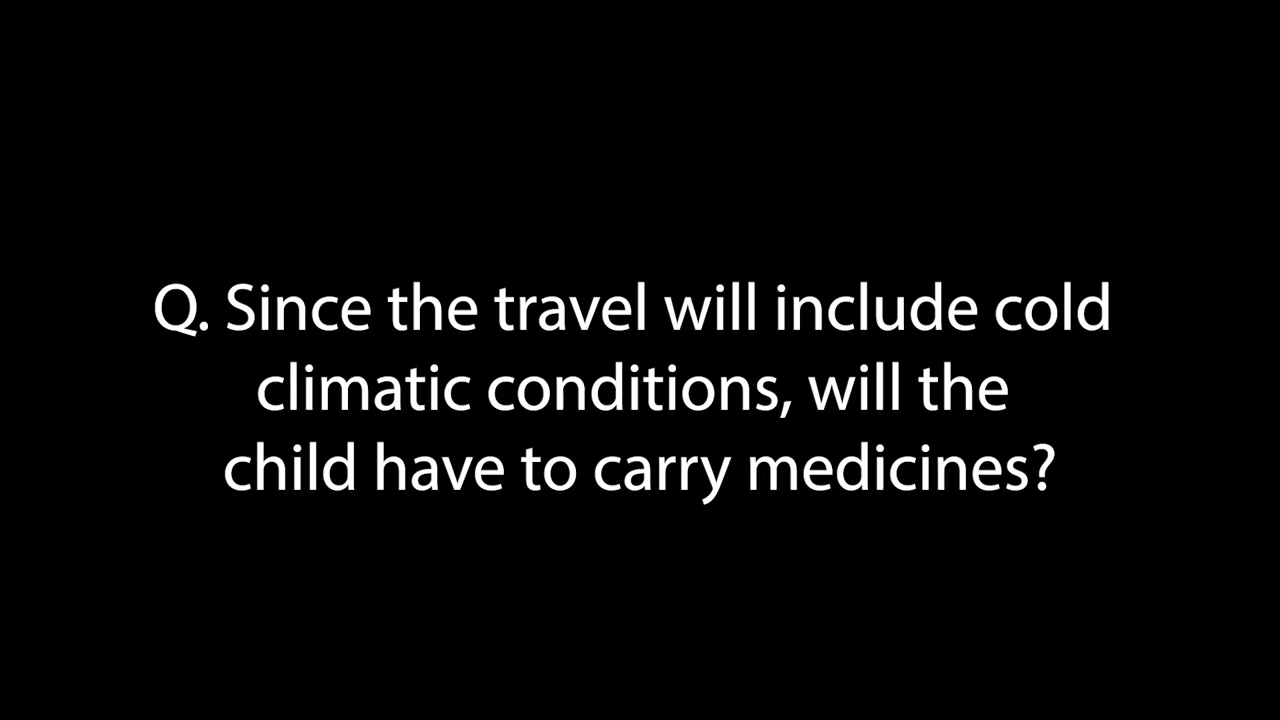 Q. Since the travel will include cold
climatic conditions, will the
child have to carry medicines?